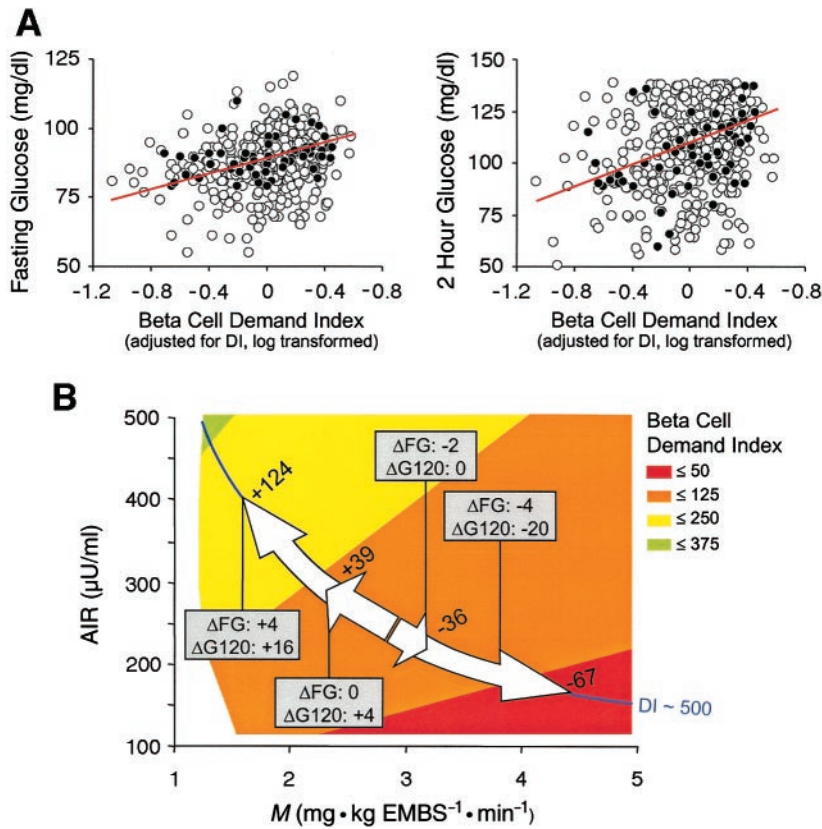 A
Fasting Glucose (mg/dl)
125
100
75
50
-1.2 -0.8 -0.4 0 -0.4 -0.8
Beta Cell Demand Index
(adjusted for DI, log transformed)
2 Hour Glucose (mg/dl)
150
125
100
75
50
-1.2 -0.8 -0.4 0 -0.4 -0.8
Beta Cell Demand Index
(adjusted for DI, log transformed)
B
AIR (µU/ml)
500
400
300
200
100
+124
+39
-36
-67
ΔFG: -2
ΔG120: 0
ΔFG: -4
ΔG120: -20
ΔFG: +4
ΔG120: +16
ΔFG: 0
ΔG120: +4
DI ~ 500
1 2 3 4 5
M (mg•kg EMBS⁻¹•min⁻¹)
Beta Cell
Demand Index
≤ 50
≤ 125
≤ 250
≤ 375